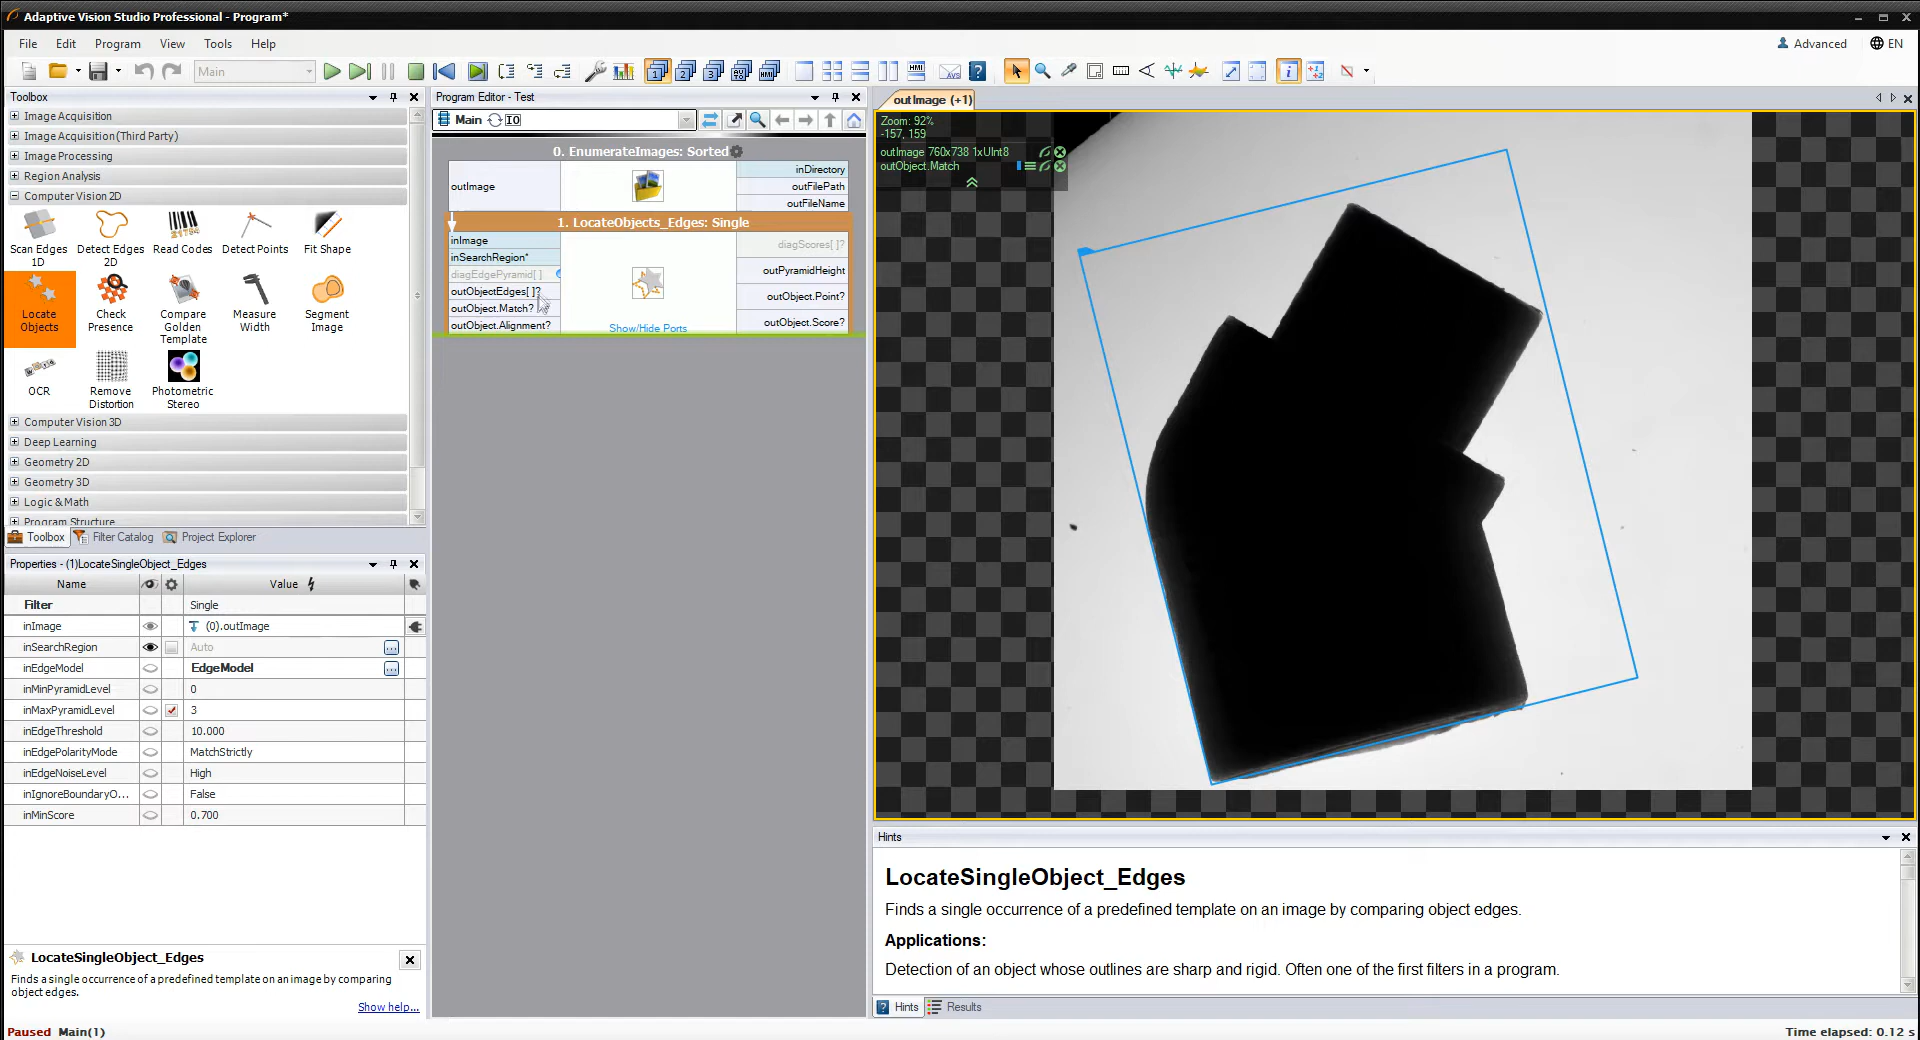 Adaptive Vision Studio Professional - Program*
File Edit Program View Tools Help
Advanced EN
Main
Toolbox
Image Acquisition
Image Acquisition (Third Party)
Image Processing
Region Analysis
Computer Vision 2D
Scan Edges 1D
Detect Edges 2D
Read Codes
Detect Points
Fit Shape
Locate Objects
Check Presence
Compare Golden Template
Measure Width
Segment Image
OCR
Remove Distortion
Photometric Stereo
Computer Vision 3D
Deep Learning
Geometry 2D
Geometry 3D
Logic & Math
Program Structure
Toolbox Filter Catalog Project Explorer
Properties - (1)LocateSingleObject_Edges
Name Value
Filter Single
inImage (0).outImage
inSearchRegion Auto
inEdgeModel EdgeModel
inMinPyramidLevel 0
inMaxPyramidLevel 3
inEdgeThreshold 10.000
inEdgePolarityMode MatchStrictly
inEdgeNoiseLevel High
inIgnoreBoundaryO... False
inMinScore 0.700
LocateSingleObject_Edges
Finds a single occurrence of a predefined template on an image by comparing
object edges.
Show help...
Paused Main(1)
Program Editor - Test
Main IO
0. EnumerateImages: Sorted
outImage
inDirectory
outFilePath
outFileName
1. LocateObjects_Edges: Single
inImage
inSearchRegion*
diagEdgePyramid[ ]
outObjectEdges[ ]?
outObject.Match?
outObject.Alignment?
Show/Hide Ports
diagScores[ ]?
outPyramidHeight
outObject.Point?
outObject.Score?
outImage (+1)
Zoom: 92%
-157, 159
outImage 760x738 1xUInt8
outObject.Match
Hints
LocateSingleObject_Edges
Finds a single occurrence of a predefined template on an image by comparing object edges.
Applications:
Detection of an object whose outlines are sharp and rigid. Often one of the first filters in a program.
Hints Results
Time elapsed: 0.12 s